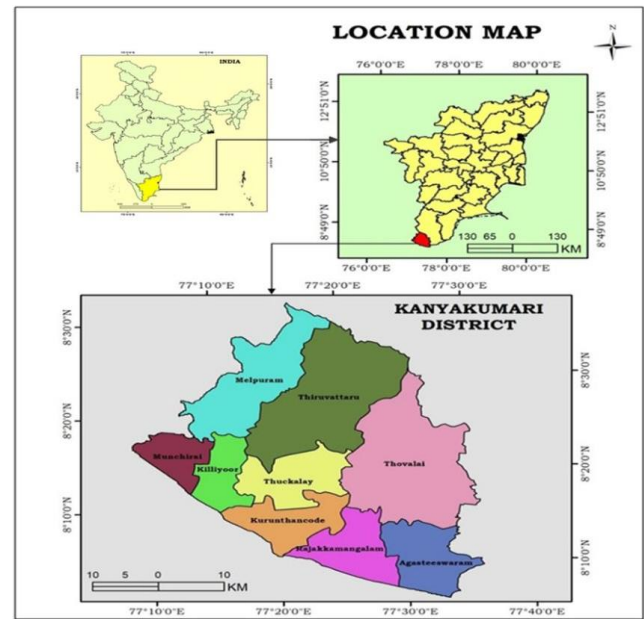 LOCATION MAP
INDIA
76°0'0"E 78°0'0"E 80°0'0"E
12°51'0"N
10°50'0"N
8°49'0"N
12°51'0"N
10°50'0"N
8°49'0"N
130 65 0 130
KM
76°0'0"E 78°0'0"E 80°0'0"E
77°10'0"E 77°20'0"E 77°30'0"E
KANYAKUMARI
DISTRICT
8°30'0"N
8°20'0"N
8°10'0"N
8°30'0"N
8°20'0"N
8°10'0"N
Melpuram
Thiruvattaru
Munchirai
Killiyoor
Thuckalay
Thovalai
Kurunthancode
Rajakkamangalam
Agasteeswaram
10 5 0 10
KM
77°10'0"E 77°20'0"E 77°30'0"E 77°40'0"E